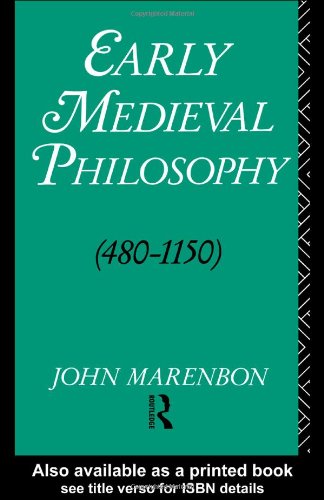 EARLY
MEDIEVAL
PHILOSOPHY
(480–1150)
JOHN MARENBON
ROUTLEDGE
Also available as a printed book
see title verso for ISBN details